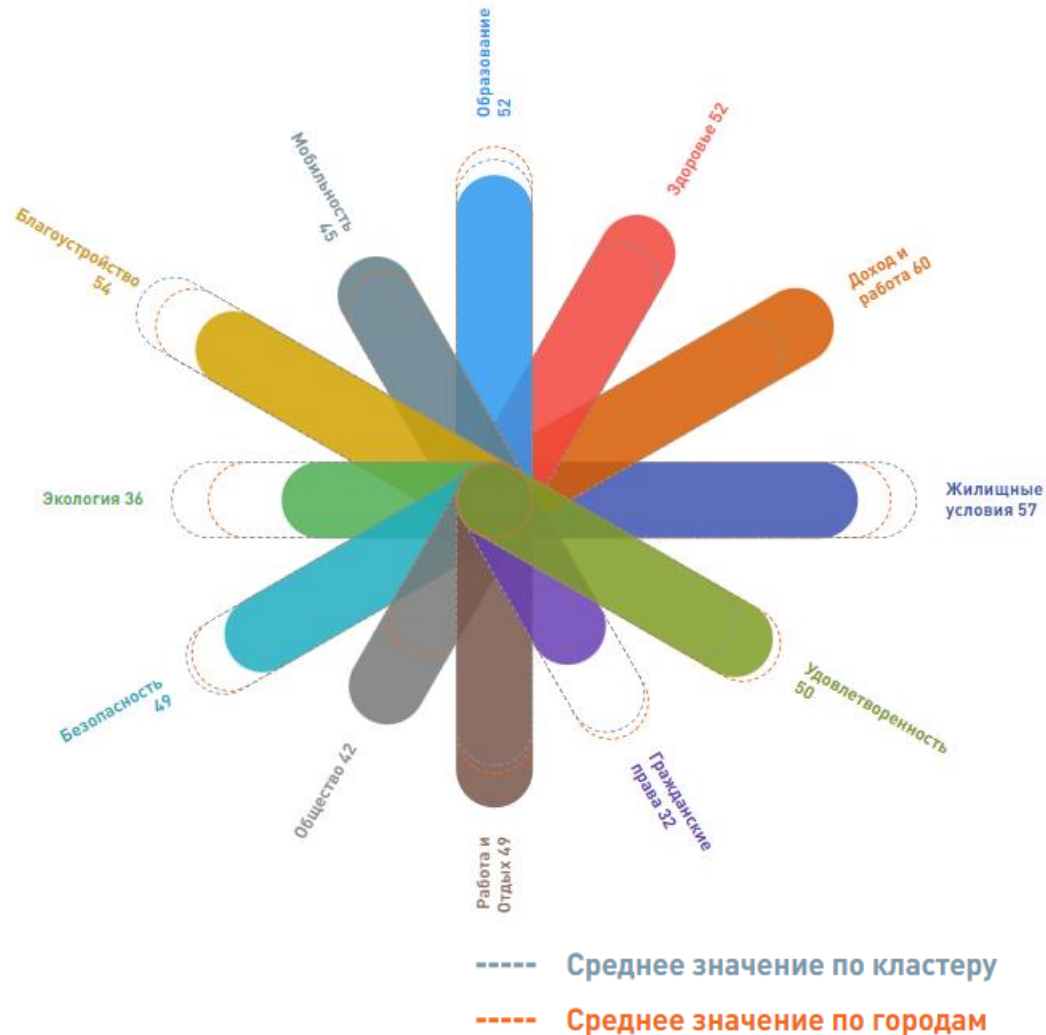 Образование
52
Здоровье 52
Доход и
работа 60
Жилищные
условия 57
Удовлетворенность
50
Гражданские
права 32
Работа и
Отдых 49
Общество 42
Безопасность
49
Экология 36
Благоустройство
54
Мобильность
45
Среднее значение по кластеру
Среднее значение по городам